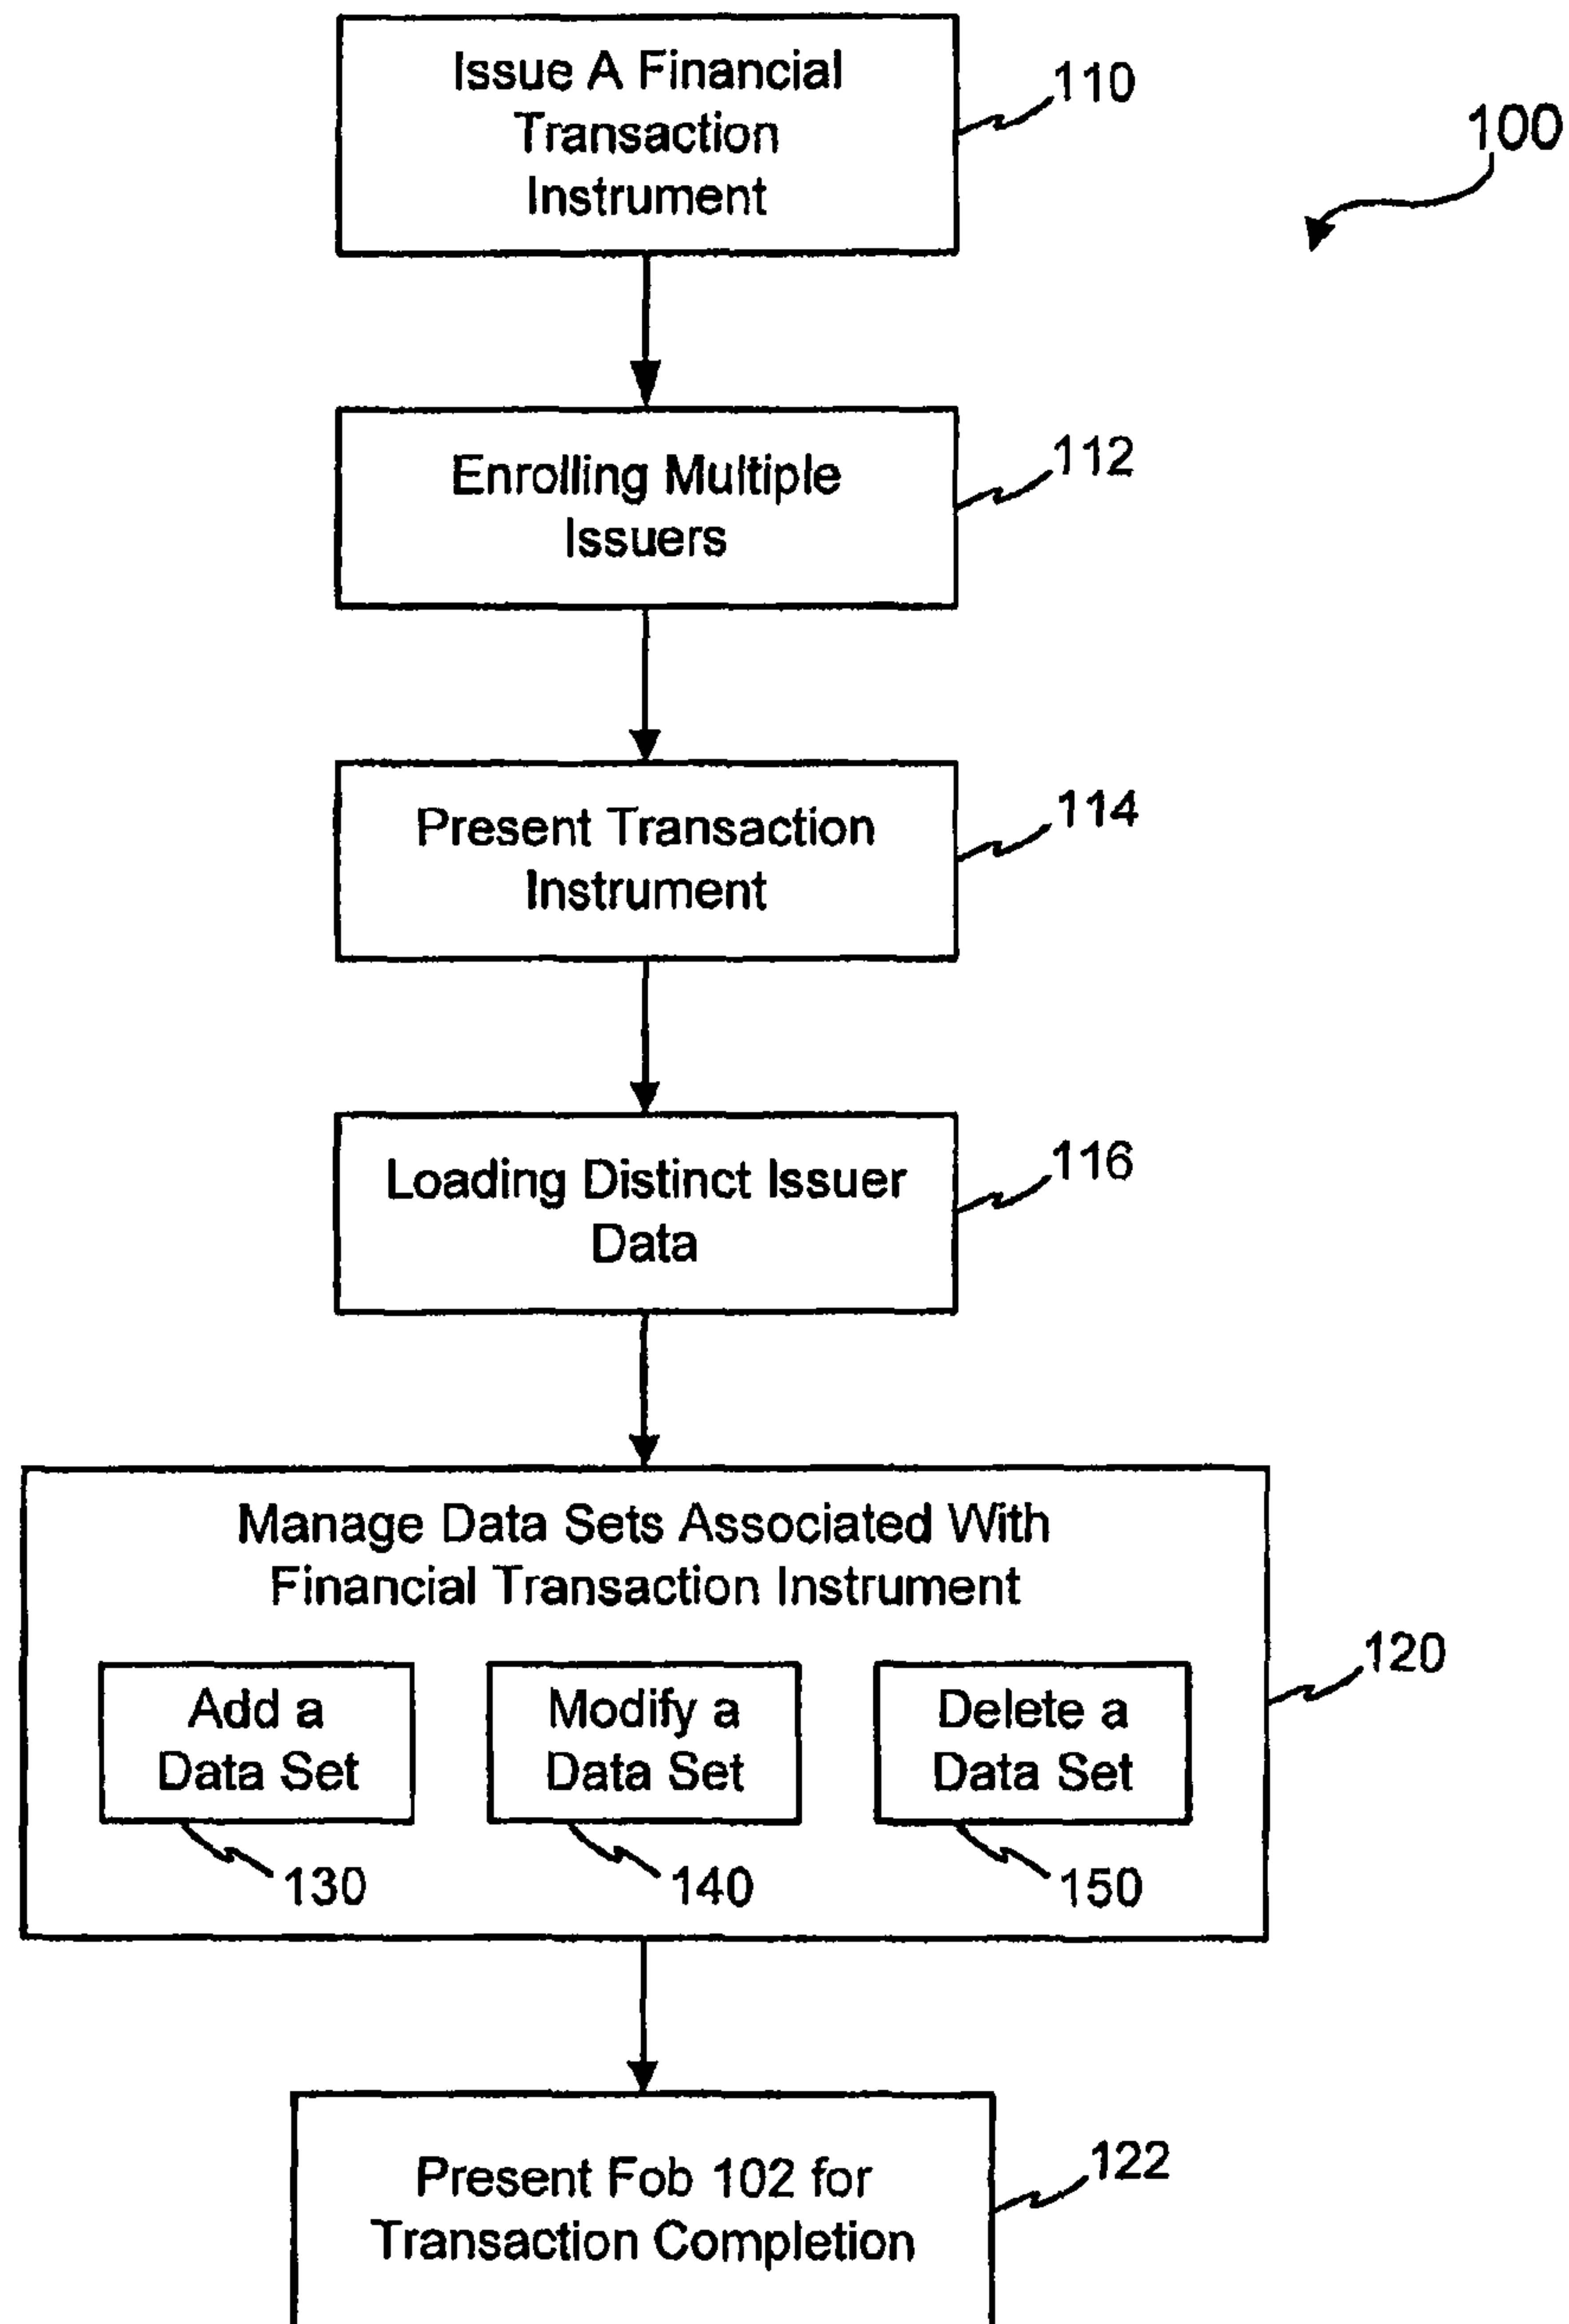 Issue A Financial
Transaction
Instrument
110
100
Enrolling Multiple
Issuers
112
Present Transaction
Instrument
114
Loading Distinct Issuer
Data
116
Manage Data Sets Associated With
Financial Transaction Instrument
120
Add a
Data Set
130
Modify a
Data Set
140
Delete a
Data Set
150
Present Fob 102 for
Transaction Completion
122